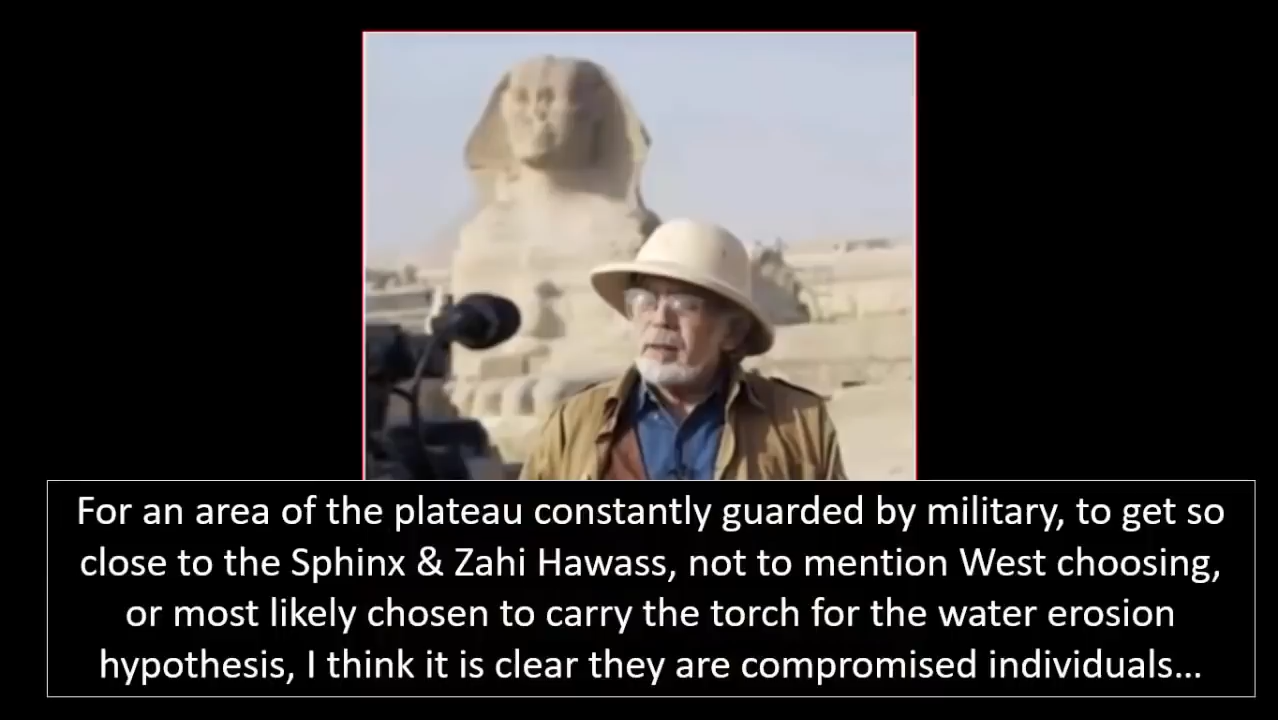 For an area of the plateau constantly guarded by military, to get so
close to the Sphinx & Zahi Hawass, not to mention West choosing,
or most likely chosen to carry the torch for the water erosion
hypothesis, I think it is clear they are compromised individuals...